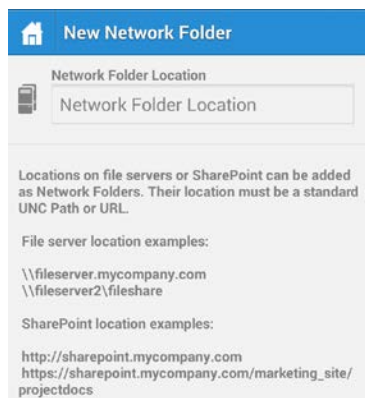 New Network Folder
Network Folder Location
Network Folder Location
Locations on file servers or SharePoint can be added
as Network Folders. Their location must be a standard
UNC Path or URL.
File server location examples:
\\fileserver.mycompany.com
\\fileserver2\fileshare
SharePoint location examples:
http://sharepoint.mycompany.com
https://sharepoint.mycompany.com/marketing_site/
projectdocs